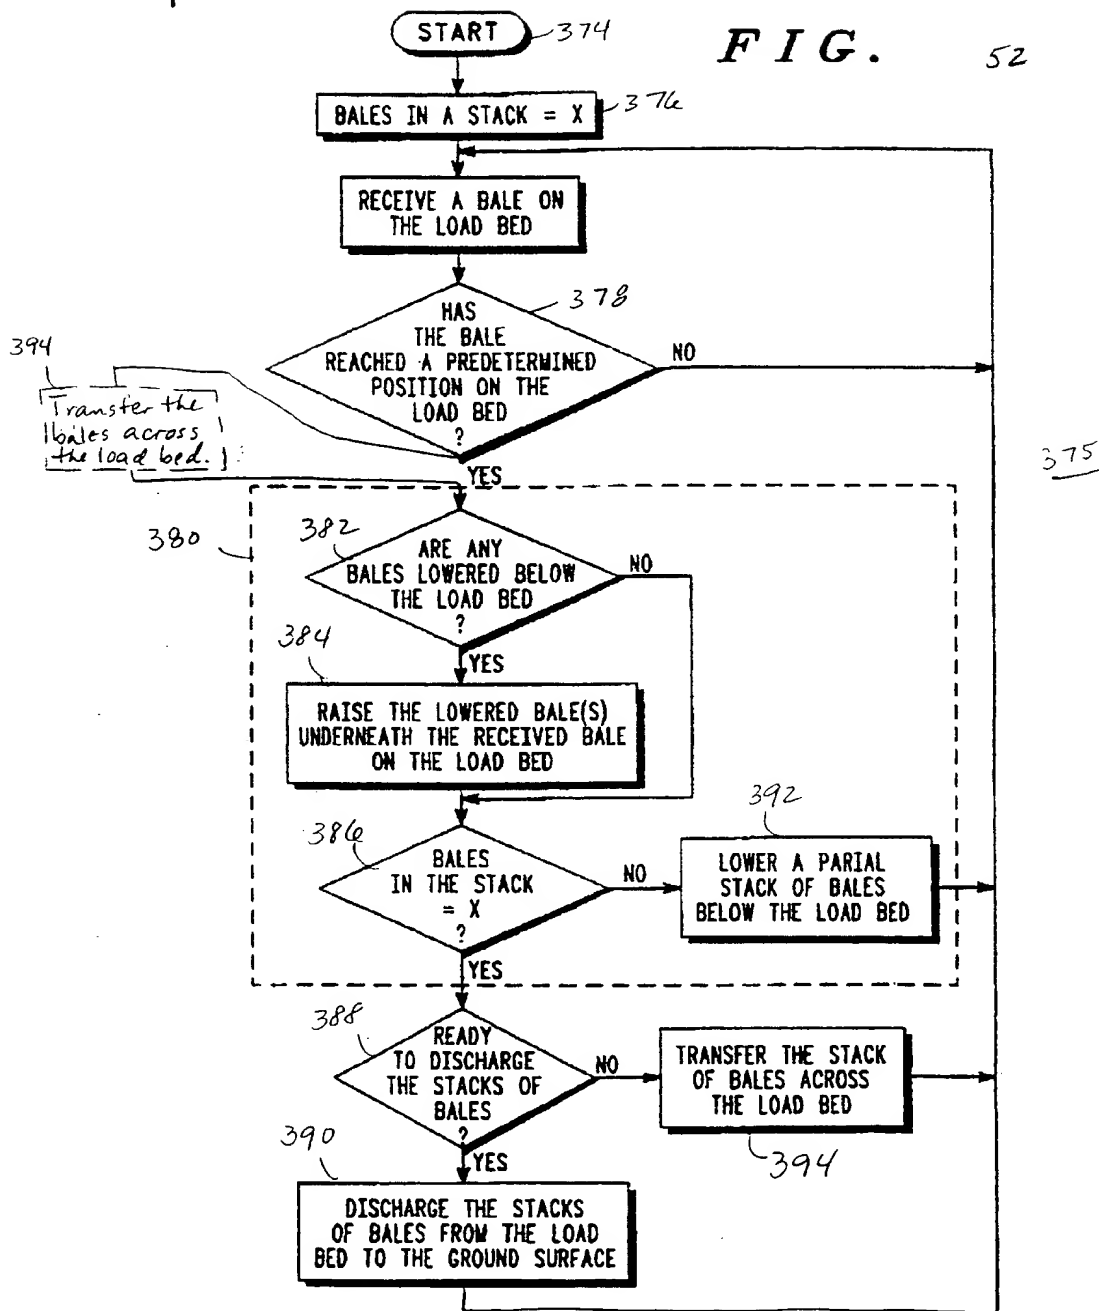 START
374
FIG. 52
BALES IN A STACK = X
376
RECEIVE A BALE ON
THE LOAD BED
HAS
THE BALE
REACHED A PREDETERMINED
POSITION ON THE
LOAD BED
?
378
NO
394
Transfer the
bales across
the load bed.
YES
375
380
382
ARE ANY
BALES LOWERED BELOW
THE LOAD BED
?
NO
384
YES
RAISE THE LOWERED BALE(S)
UNDERNEATH THE RECEIVED BALE
ON THE LOAD BED
386
BALES
IN THE STACK
= X
?
NO
392
LOWER A PARIAL
STACK OF BALES
BELOW THE LOAD BED
YES
388
READY
TO DISCHARGE
THE STACKS OF
BALES
?
NO
TRANSFER THE STACK
OF BALES ACROSS
THE LOAD BED
394
390
YES
DISCHARGE THE STACKS
OF BALES FROM THE LOAD
BED TO THE GROUND SURFACE